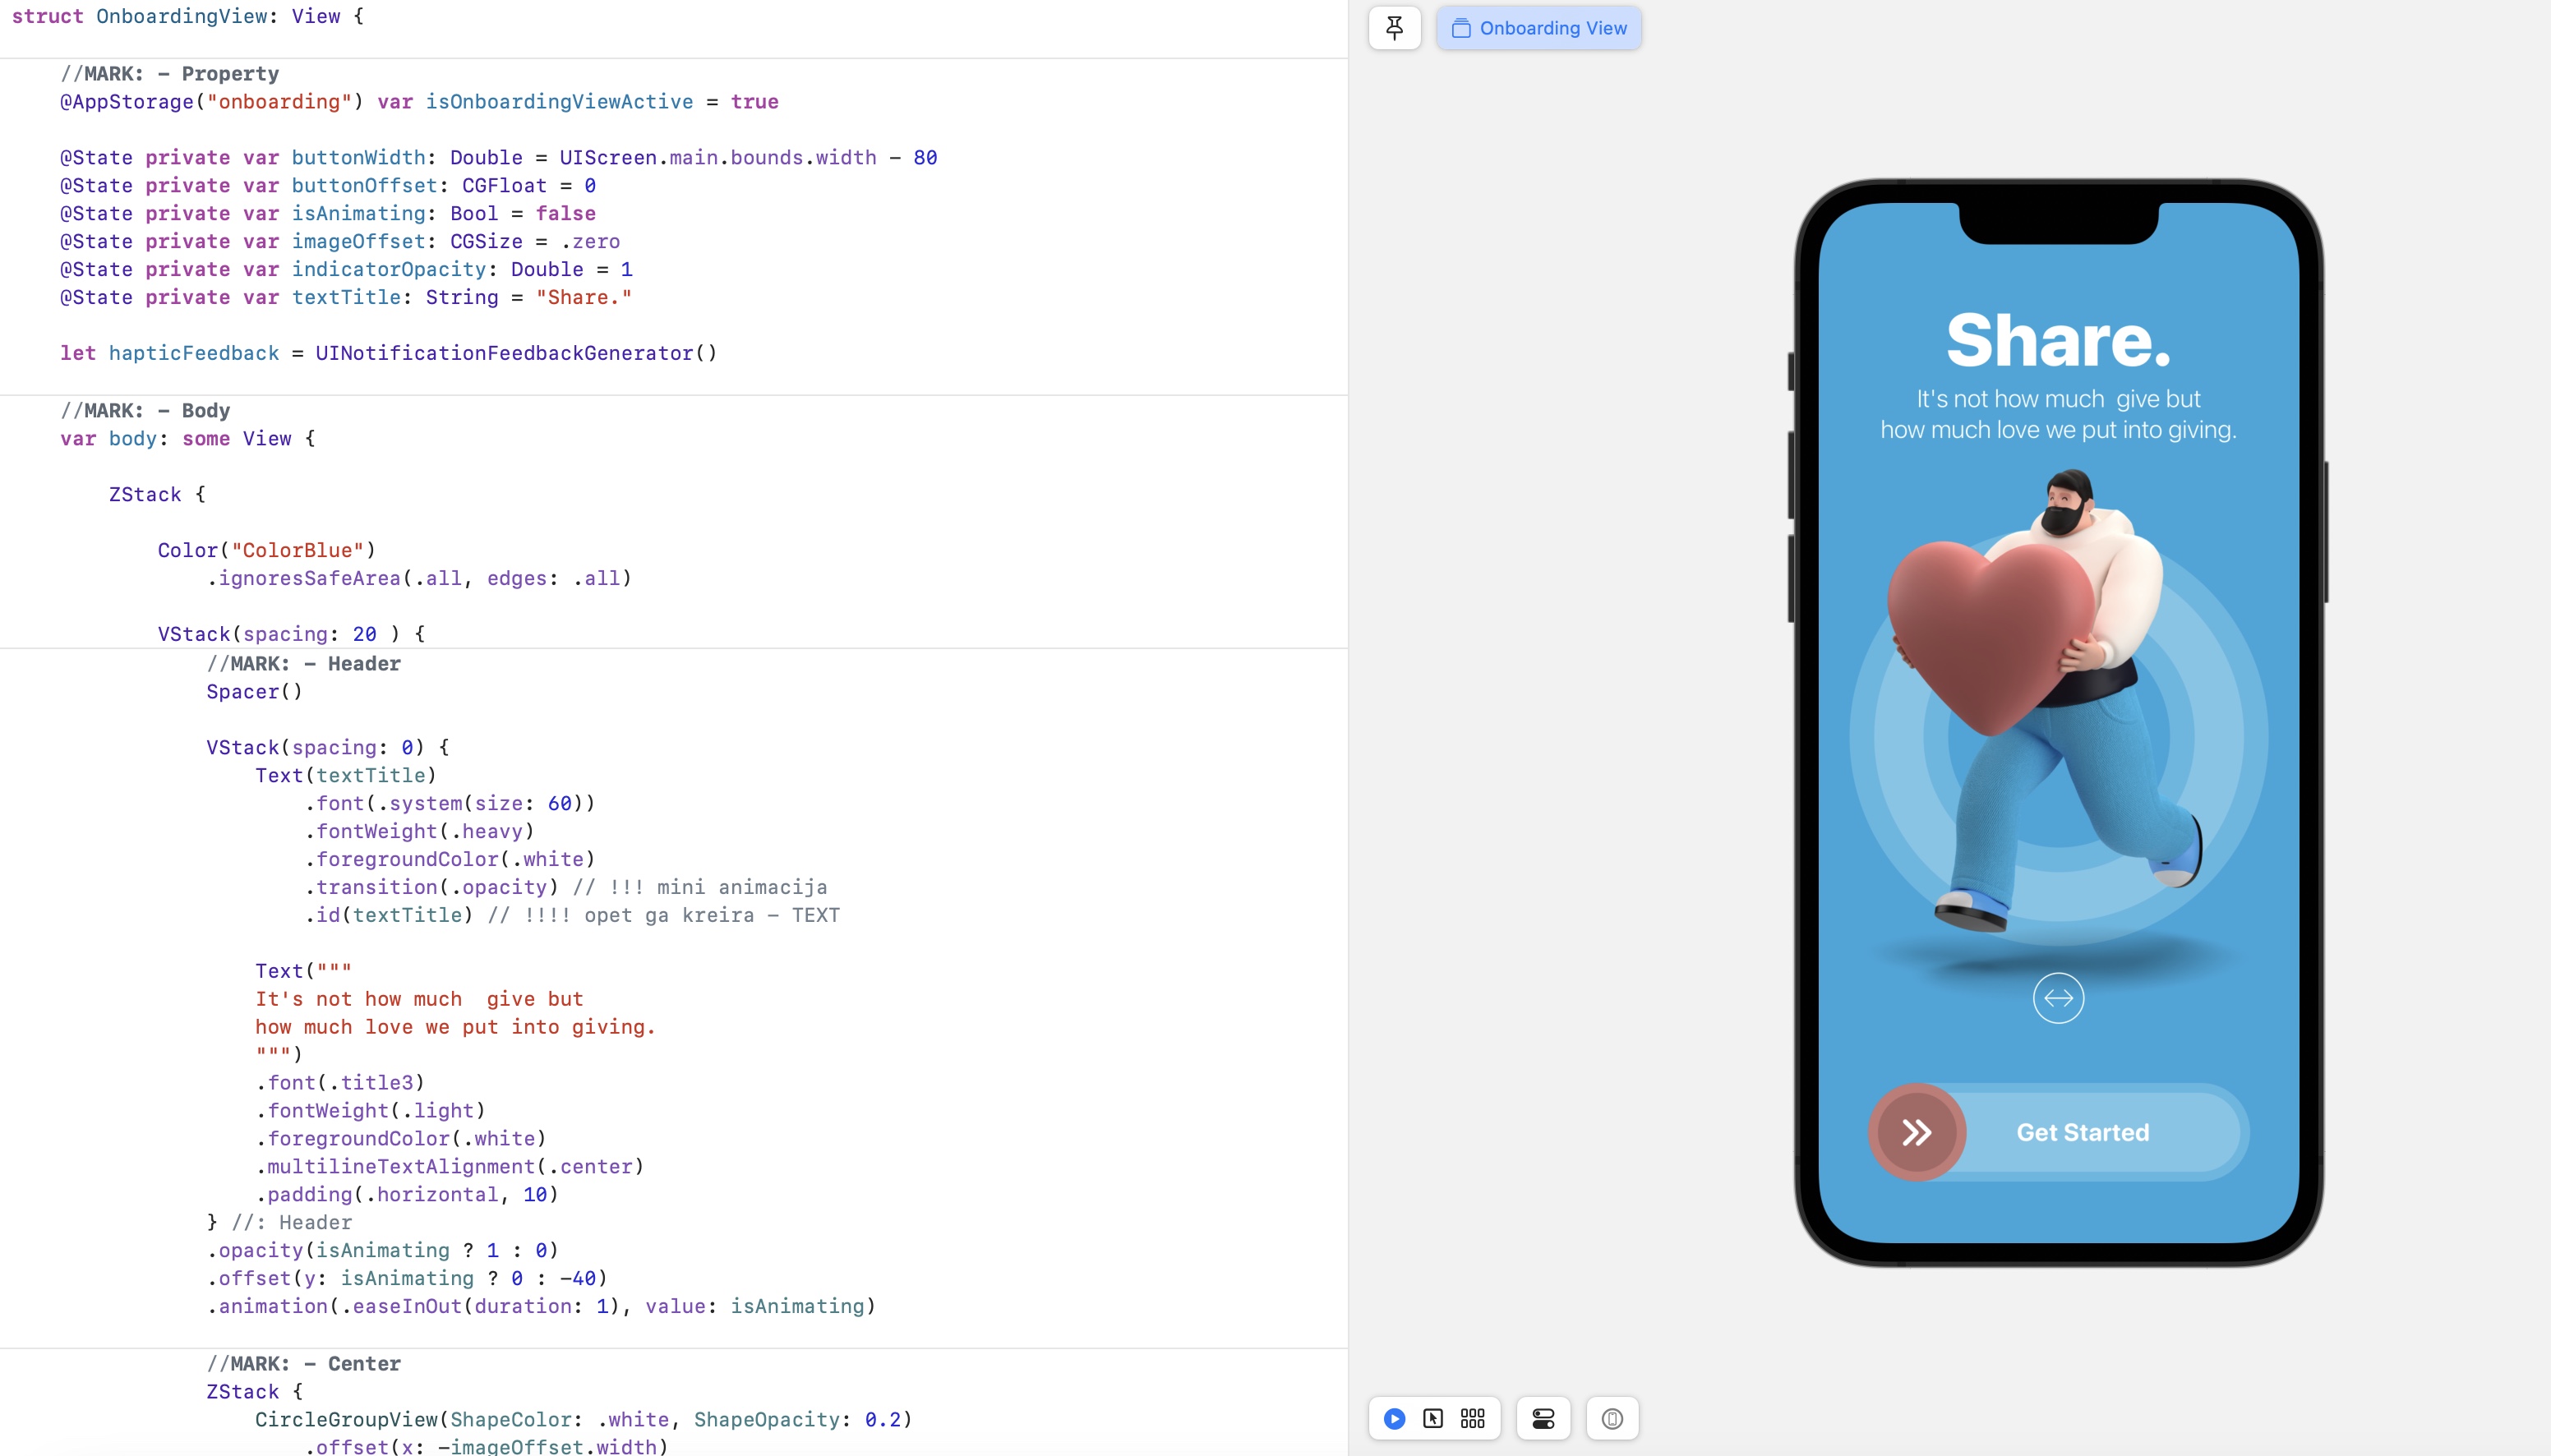 struct OnboardingView: View {
//MARK: - Property
@AppStorage("onboarding") var isOnboardingViewActive = true
@State private var buttonWidth: Double = UIScreen.main.bounds.width - 80
@State private var buttonOffset: CGFloat = 0
@State private var isAnimating: Bool = false
@State private var imageOffset: CGSize = .zero
@State private var indicatorOpacity: Double = 1
@State private var textTitle: String = "Share."
let hapticFeedback = UINotificationFeedbackGenerator()
//MARK: - Body
var body: some View {
ZStack {
Color("ColorBlue")
.ignoresSafeArea(.all, edges: .all)
VStack(spacing: 20 ) {
//MARK: - Header
Spacer()
VStack(spacing: 0) {
Text(textTitle)
.font(.system(size: 60))
.fontWeight(.heavy)
.foregroundColor(.white)
.transition(.opacity) // !!! mini animacija
.id(textTitle) // !!!! opet ga kreira - TEXT
Text("""
It's not how much  give but
how much love we put into giving.
""")
.font(.title3)
.fontWeight(.light)
.foregroundColor(.white)
.multilineTextAlignment(.center)
.padding(.horizontal, 10)
} //: Header
.opacity(isAnimating ? 1 : 0)
.offset(y: isAnimating ? 0 : -40)
.animation(.easeInOut(duration: 1), value: isAnimating)
//MARK: - Center
ZStack {
CircleGroupView(ShapeColor: .white, ShapeOpacity: 0.2)
.offset(x: -imageOffset.width)
Onboarding View
Share.
It's not how much  give but
how much love we put into giving.
Get Started